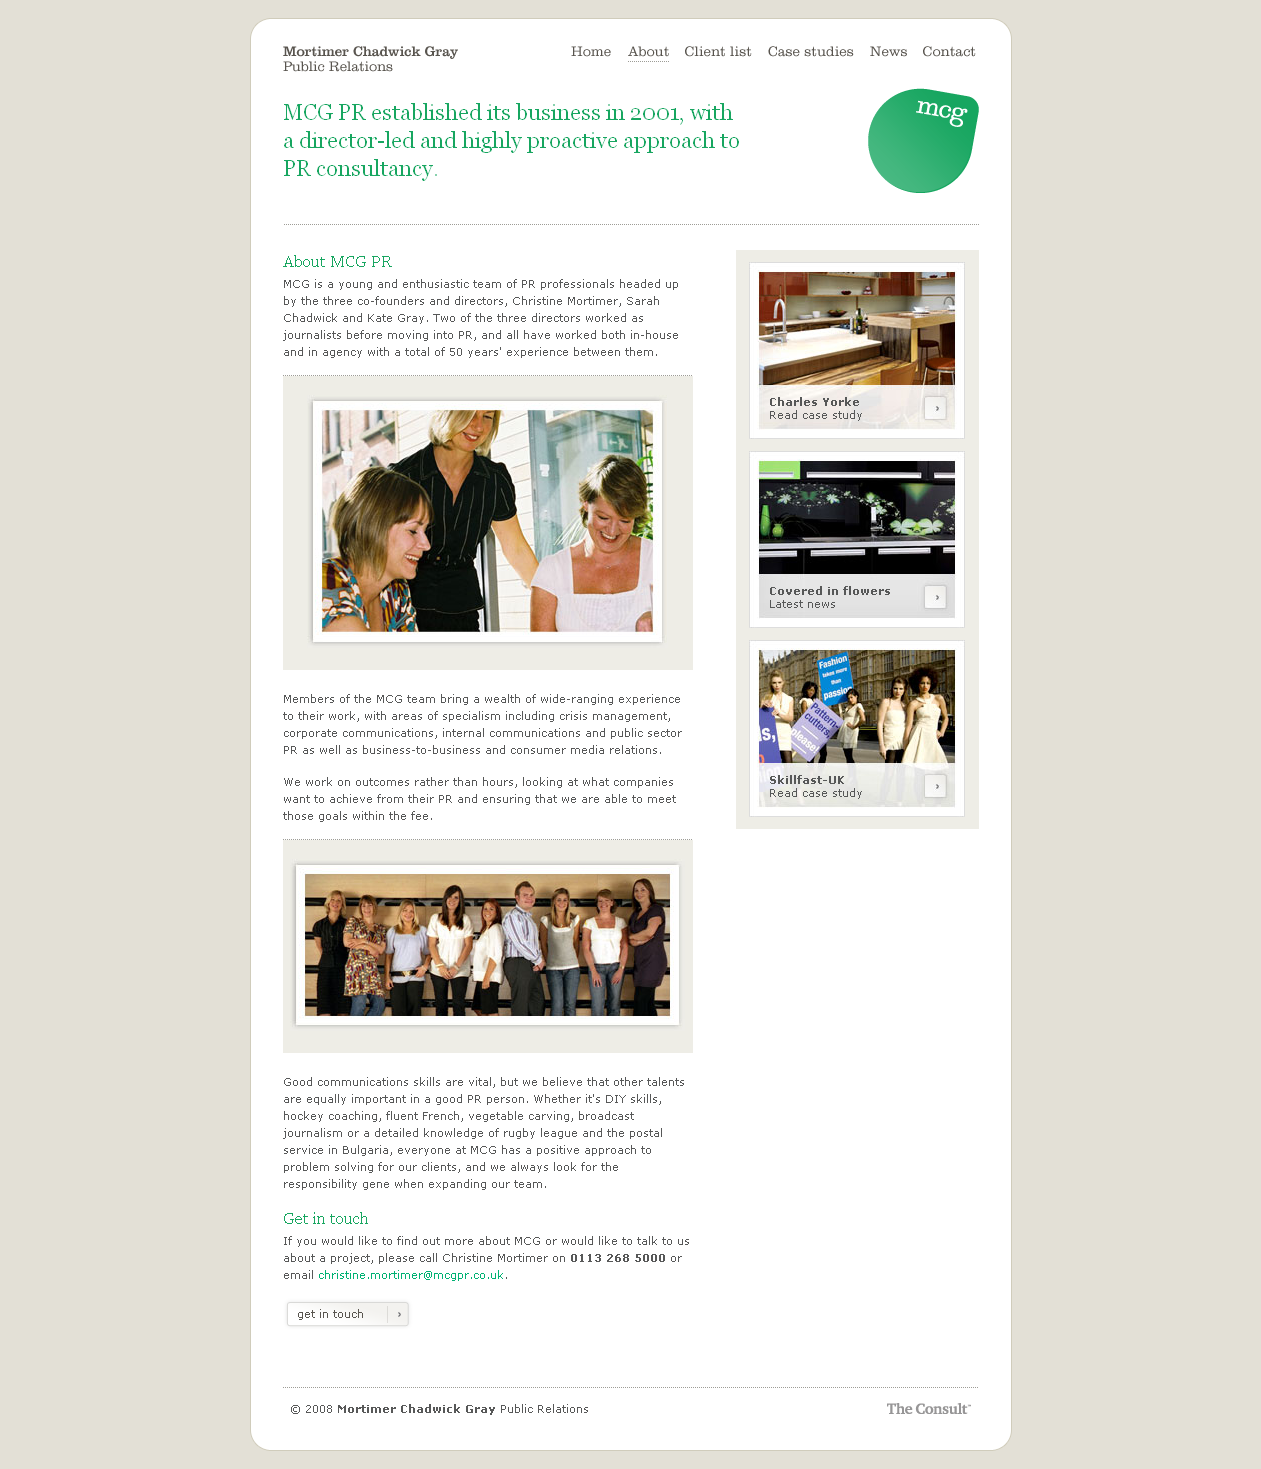 Mortimer Chadwick Gray
Public Relations
Home About Client list Case studies News Contact
MCG PR established its business in 2001, with
a director-led and highly proactive approach to
PR consultancy.
mcg
About MCG PR
MCG is a young and enthusiastic team of PR professionals headed up
by the three co-founders and directors, Christine Mortimer, Sarah
Chadwick and Kate Gray. Two of the three directors worked as
journalists before moving into PR, and all have worked both in-house
and in agency with a total of 50 years' experience between them.
Members of the MCG team bring a wealth of wide-ranging experience
to their work, with areas of specialism including crisis management,
corporate communications, internal communications and public sector
PR as well as business-to-business and consumer media relations.
We work on outcomes rather than hours, looking at what companies
want to achieve from their PR and ensuring that we are able to meet
those goals within the fee.
Good communications skills are vital, but we believe that other talents
are equally important in a good PR person. Whether it's DIY skills,
hockey coaching, fluent French, vegetable carving, broadcast
journalism or a detailed knowledge of rugby league and the postal
service in Bulgaria, everyone at MCG has a positive approach to
problem solving for our clients, and we always look for the
responsibility gene when expanding our team.
Get in touch
If you would like to find out more about MCG or would like to talk to us
about a project, please call Christine Mortimer on 0113 268 5000 or
email christine.mortimer@mcgpr.co.uk.
get in touch ›
Charles Yorke
Read case study ›
Covered in flowers
Latest news ›
Fashion
takes more
than
passion
Pattern
cutters
please!
Skillfast-UK
Read case study ›
© 2008 Mortimer Chadwick Gray Public Relations
The Consult